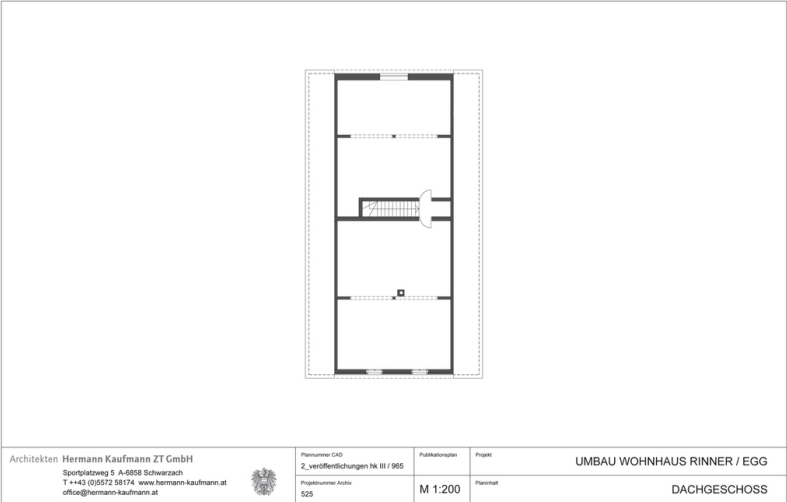 Architekten Hermann Kaufmann ZT GmbH
Sportplatzweg 5 A-6858 Schwarzach
T ++43 (0)5572 58174 www.hermann-kaufmann.at
office@hermann-kaufmann.at
Plannummer CAD
2_veröffentlichungen hk III / 965
Projektnummer Archiv
525
Publikationsplan
M 1:200
Projekt
UMBAU WOHNHAUS RINNER / EGG
Planinhalt
DACHGESCHOSS